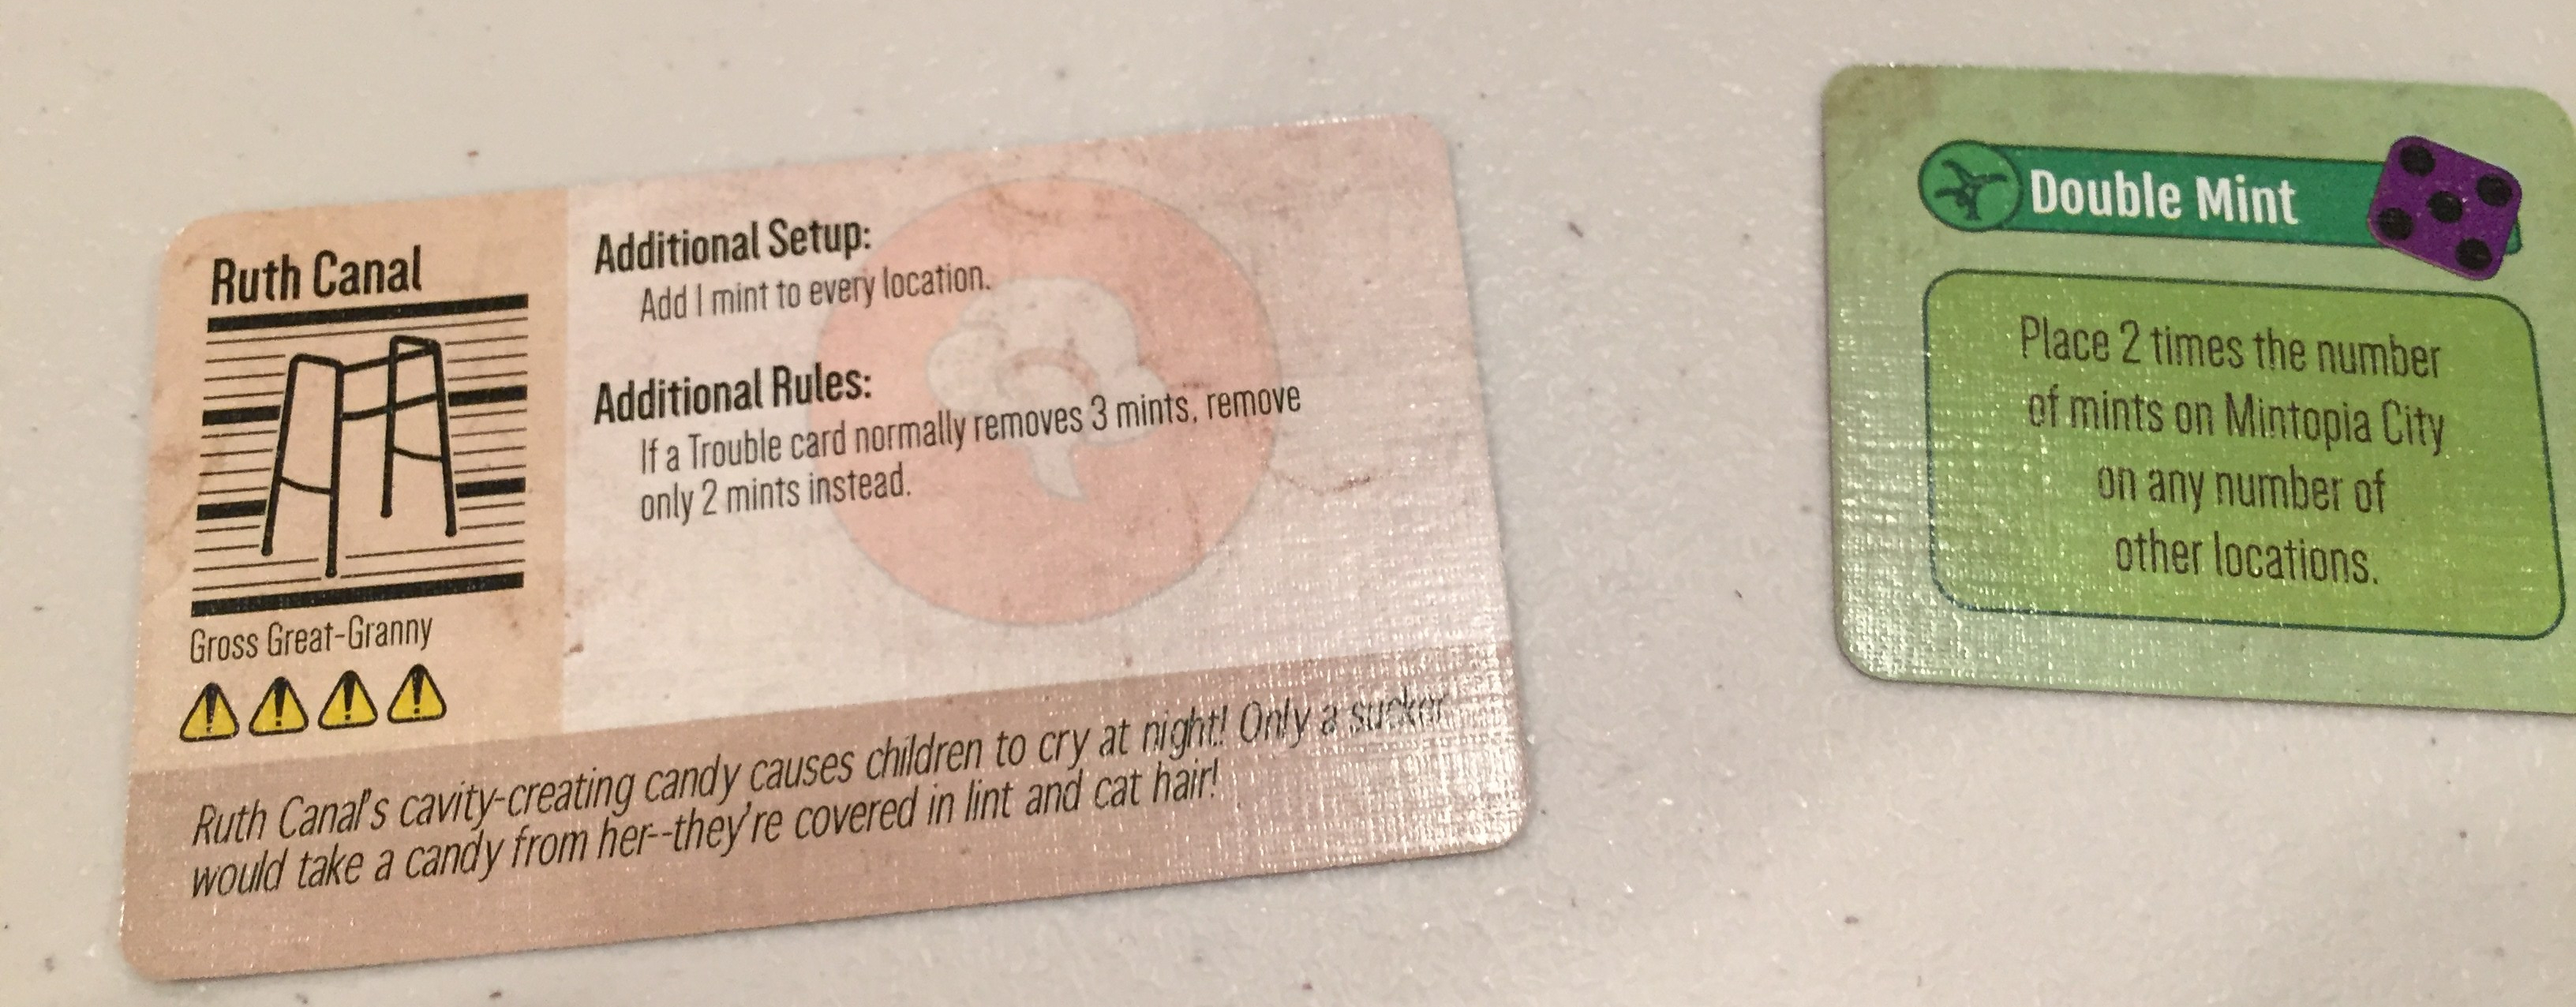 Ruth Canal
Gross Great-Granny
Additional Setup:
Add 1 mint to every location.
Additional Rules:
If a Trouble card normally removes 3 mints, remove
only 2 mints instead.
Ruth Canal's cavity-creating candy causes children to cry at night! Only a sucker
would take a candy from her--they're covered in lint and cat hair!
Double Mint
Place 2 times the number
of mints on Mintopia City
on any number of
other locations.